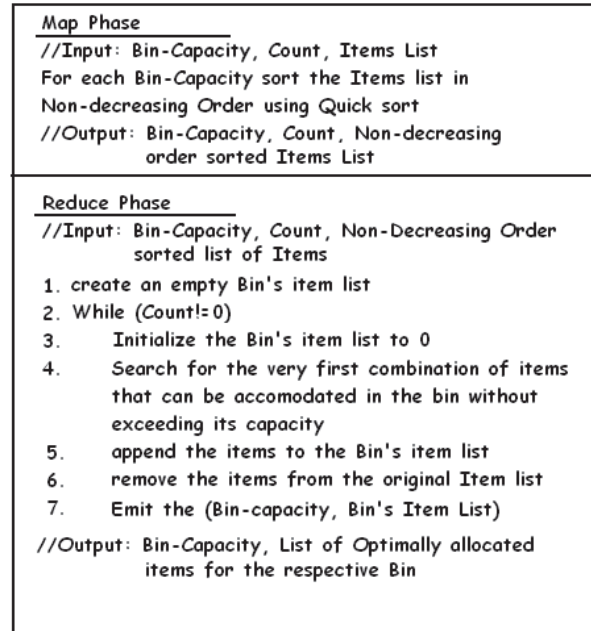 Map Phase
//Input: Bin-Capacity, Count, Items List
For each Bin-Capacity sort the Items list in
Non-decreasing Order using Quick sort
//Output: Bin-Capacity, Count, Non-decreasing
order sorted Items List
Reduce Phase
//Input: Bin-Capacity, Count, Non-Decreasing Order
sorted list of Items
1. create an empty Bin's item list
2. While (Count!=0)
3. Initialize the Bin's item list to 0
4. Search for the very first combination of items
that can be accomodated in the bin without
exceeding its capacity
5. append the items to the Bin's item list
6. remove the items from the original Item list
7. Emit the (Bin-capacity, Bin's Item List)
//Output: Bin-Capacity, List of Optimally allocated
items for the respective Bin